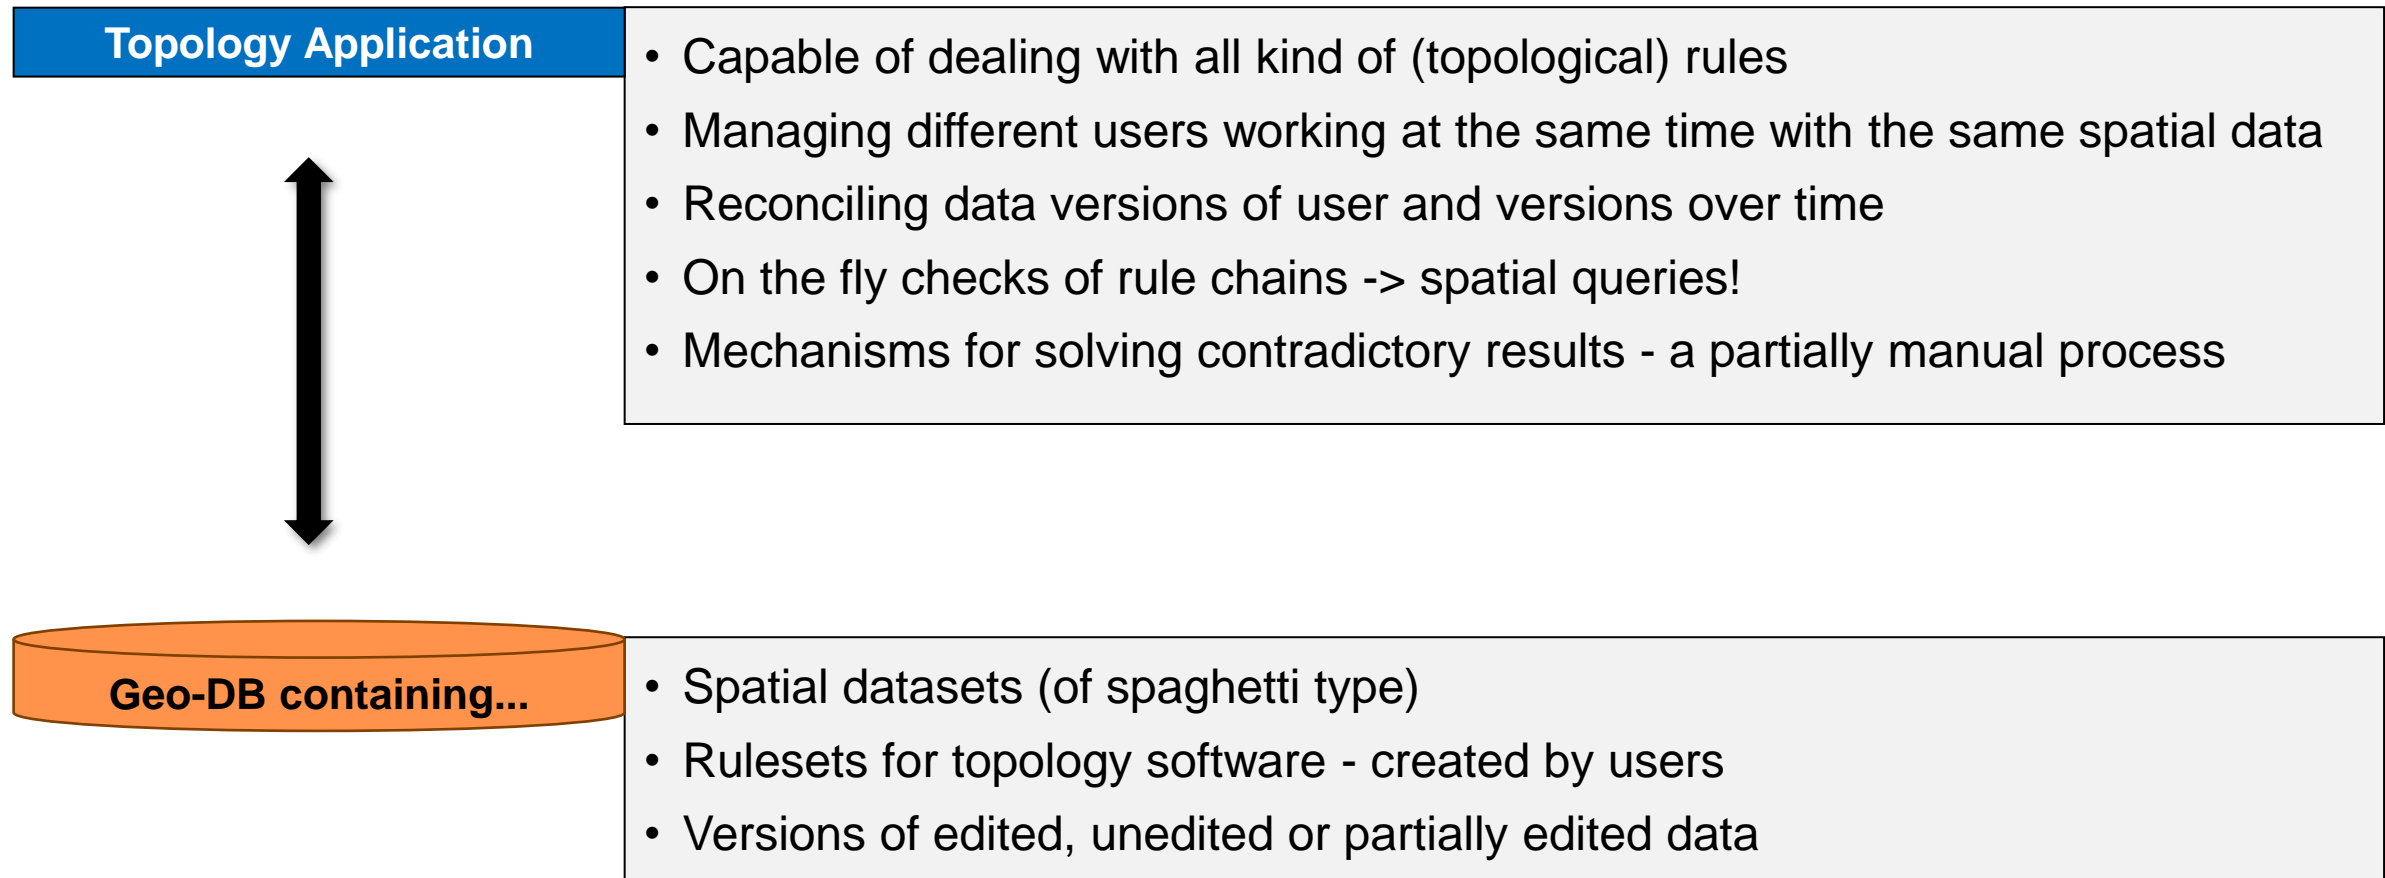 Topology Application
• Capable of dealing with all kind of (topological) rules
• Managing different users working at the same time with the same spatial data
• Reconciling data versions of user and versions over time
• On the fly checks of rule chains -> spatial queries!
• Mechanisms for solving contradictory results - a partially manual process
Geo-DB containing...
• Spatial datasets (of spaghetti type)
• Rulesets for topology software - created by users
• Versions of edited, unedited or partially edited data